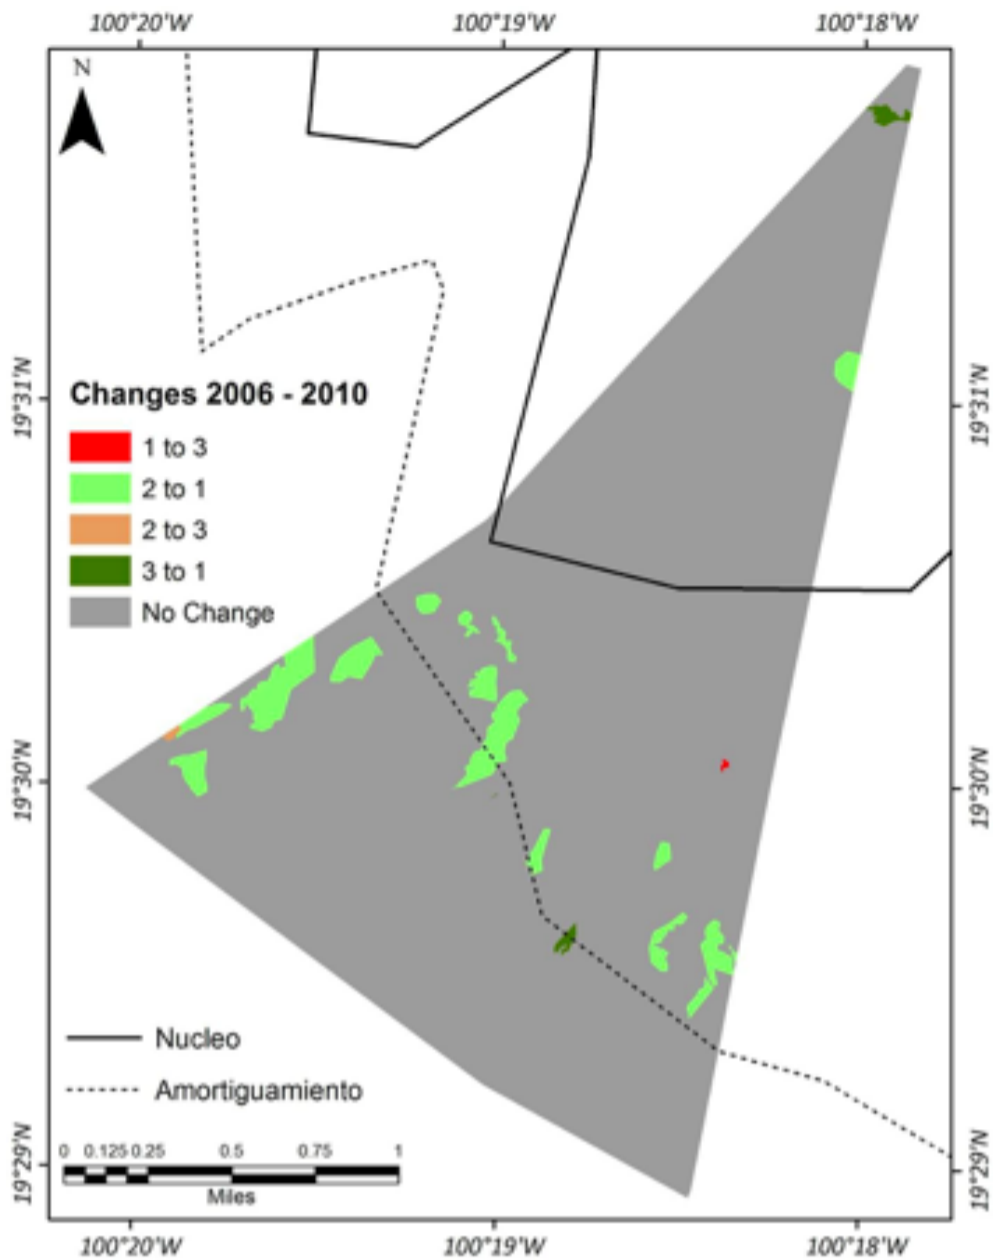 100°20'W 100°19'W 100°18'W
N
19°31'N 19°31'N
Changes 2006 - 2010
1 to 3
2 to 1
2 to 3
3 to 1
No Change
19°30'N 19°30'N
Nucleo
Amortiguamiento
0 0.125 0.25 0.5 0.75 1
Miles
19°29'N 19°29'N
100°20'W 100°19'W 100°18'W